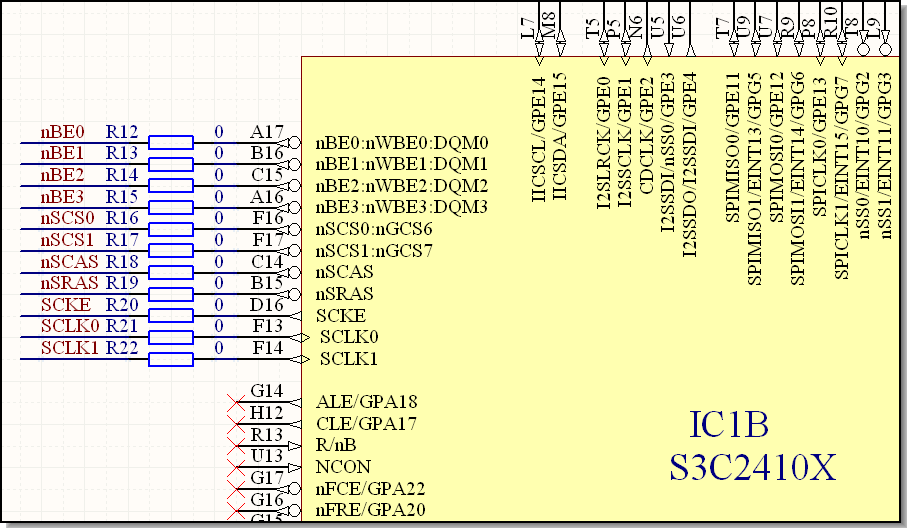 L7 M8 T5 P5 N6 U5 U6 T7 U9 U7 R9 P8 R10 T8 L9
IICSCL/GPE14
IICSDA/GPE15
I2SLRCK/GPE0
I2SSCLK/GPE1
CDCLK/GPE2
I2SSDI/nSS0/GPE3
I2SSDO/I2SSDI/GPE4
SPIMISO0/GPE11
SPIMISO1/EINT13/GPG5
SPIMOSI0/GPE12
SPIMOSI1/EINT14/GPG6
SPICLK0/GPE13
SPICLK1/EINT15/GPG7
nSS0/EINT10/GPG2
nSS1/EINT11/GPG3
nBE0 R12 0 A17 nBE0:nWBE0:DQM0
nBE1 R13 0 B16 nBE1:nWBE1:DQM1
nBE2 R14 0 C15 nBE2:nWBE2:DQM2
nBE3 R15 0 A16 nBE3:nWBE3:DQM3
nSCS0 R16 0 F16 nSCS0:nGCS6
nSCS1 R17 0 F17 nSCS1:nGCS7
nSCAS R18 0 C14 nSCAS
nSRAS R19 0 B15 nSRAS
SCKE R20 0 D16 SCKE
SCLK0 R21 0 F13 SCLK0
SCLK1 R22 0 F14 SCLK1
G14 ALE/GPA18
H12 CLE/GPA17
R13 R/nB
U13 NCON
G17 nFCE/GPA22
G16 nFRE/GPA20
G15
IC1B
S3C2410X